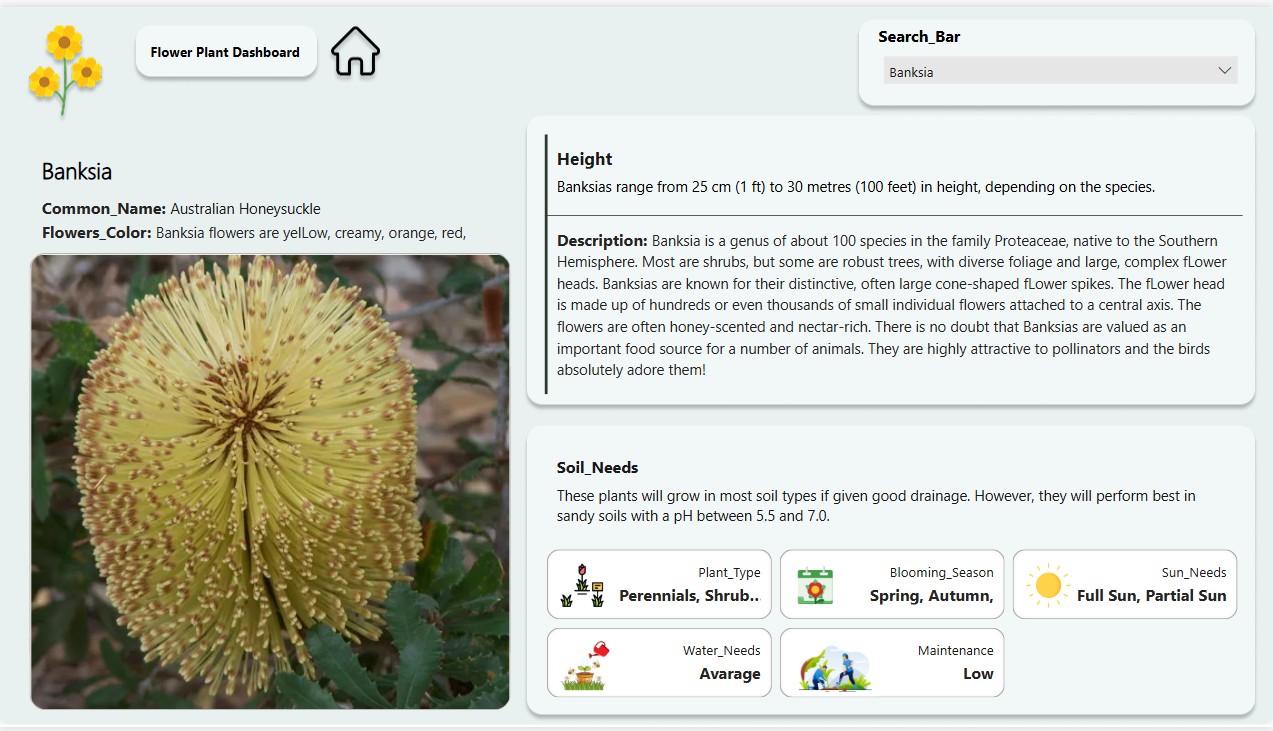 Flower Plant Dashboard
Search_Bar
Banksia
Banksia
Common_Name: Australian Honeysuckle
Flowers_Color: Banksia flowers are yelLow, creamy, orange, red,
Height
Banksias range from 25 cm (1 ft) to 30 metres (100 feet) in height, depending on the species.
Description: Banksia is a genus of about 100 species in the family Proteaceae, native to the Southern
Hemisphere. Most are shrubs, but some are robust trees, with diverse foliage and large, complex fLower
heads. Banksias are known for their distinctive, often large cone-shaped fLower spikes. The fLower head
is made up of hundreds or even thousands of small individual flowers attached to a central axis. The
flowers are often honey-scented and nectar-rich. There is no doubt that Banksias are valued as an
important food source for a number of animals. They are highly attractive to pollinators and the birds
absolutely adore them!
Soil_Needs
These plants will grow in most soil types if given good drainage. However, they will perform best in
sandy soils with a pH between 5.5 and 7.0.
Plant_Type
Perennials, Shrub...
Blooming_Season
Spring, Autumn,
Sun_Needs
Full Sun, Partial Sun
Water_Needs
Avarage
Maintenance
Low